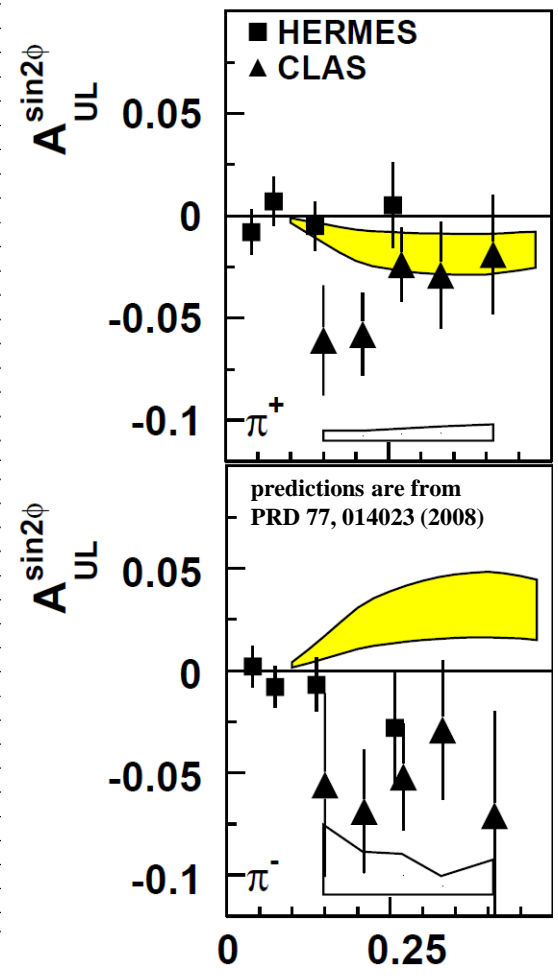 HERMES
CLAS
A UL sin2ϕ
0.05
0
-0.05
-0.1
π+
predictions are from
PRD 77, 014023 (2008)
A UL sin2ϕ
0.05
0
-0.05
-0.1
π-
0
0.25